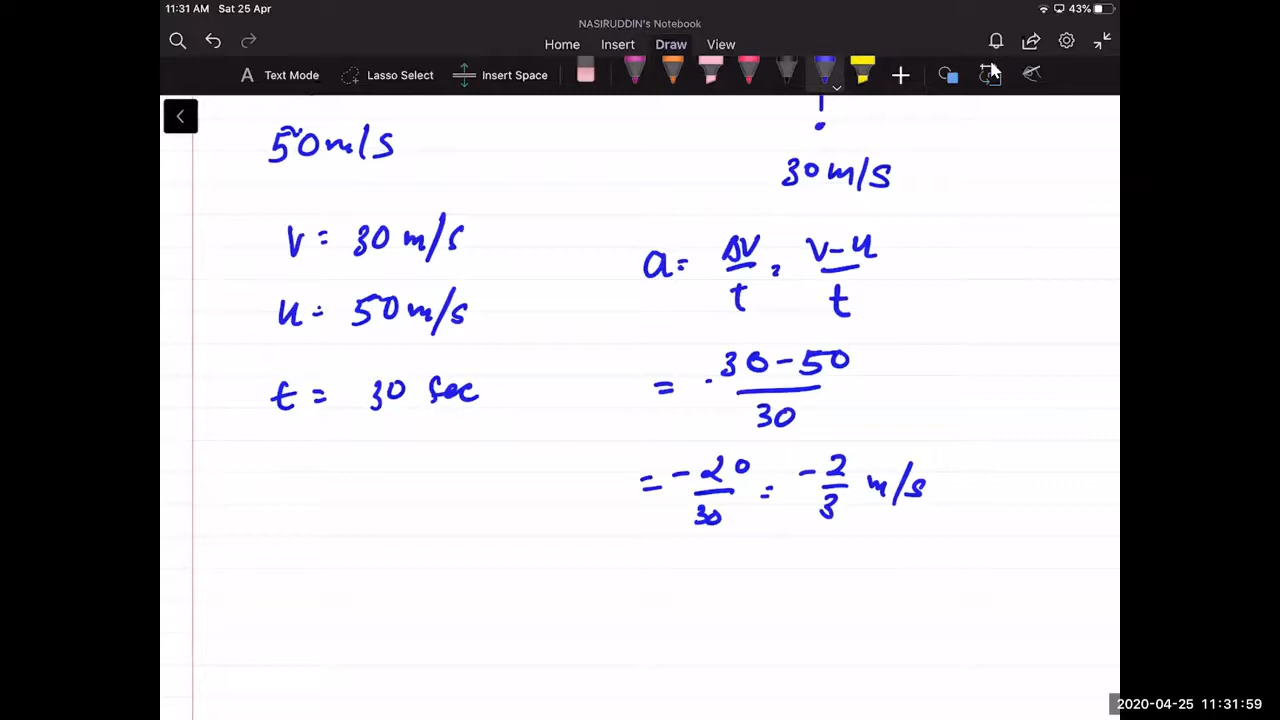 11:31 AM Sat 25 Apr
43%
NASIRUDDIN's Notebook
Home Insert Draw View
Text Mode Lasso Select Insert Space
50m/s
30m/s
v = 30 m/s
a = Δv/t = v-u/t
u = 50m/s
= 30-50/30
t = 30 sec
= -20/30 = -2/3 m/s
2020-04-25 11:31:59